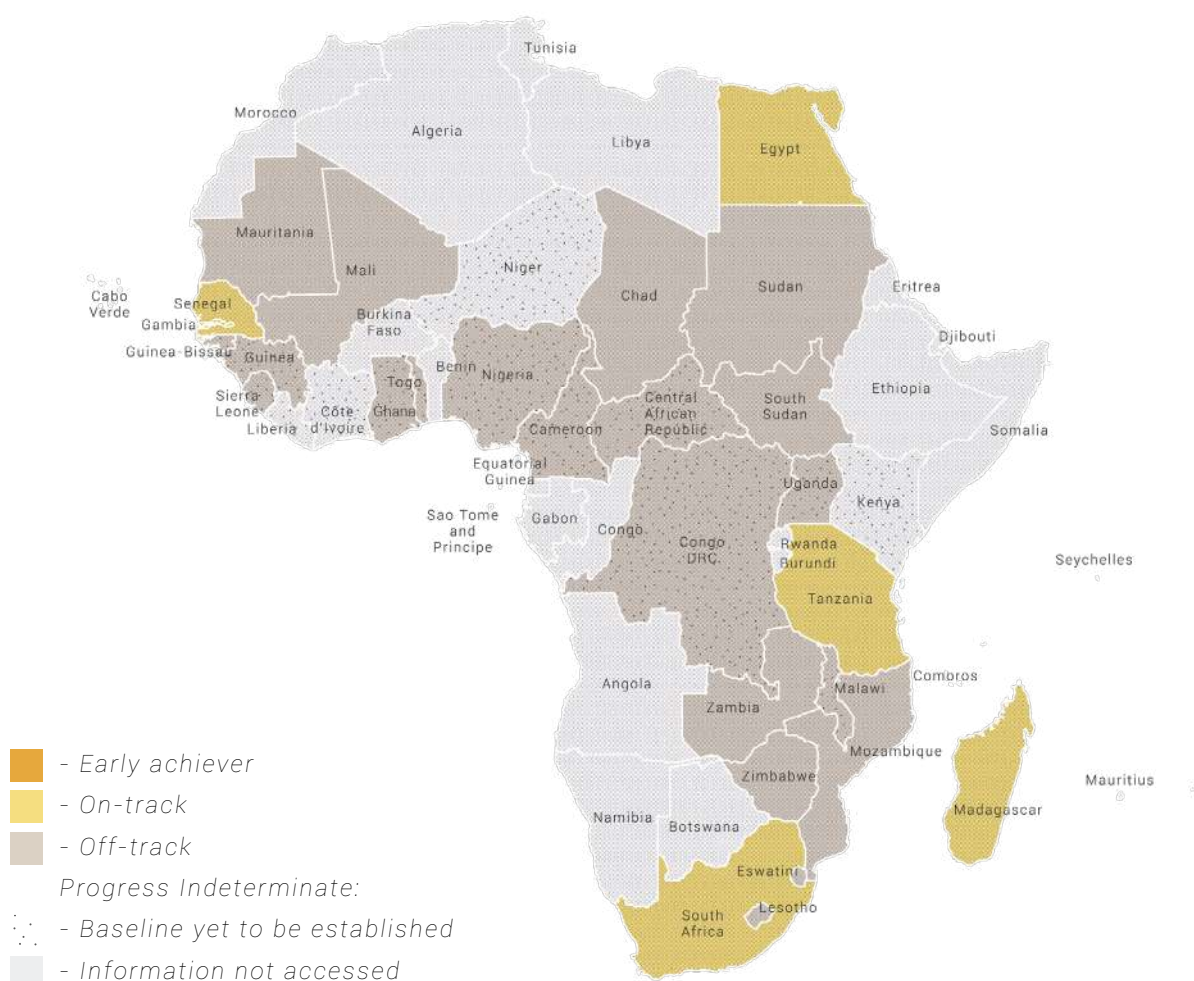 Tunisia
Morocco
Algeria
Libya
Egypt
Mauritania
Mali
Niger
Chad
Sudan
Eritrea
Cabo
Verde
Senegal
Gambia
Guinea-Bissau
Guinea
Burkina
Faso
Djibouti
Benin
Nigeria
Togo
Ghana
Sierra
Leone
Liberia
Côte
d'Ivoire
Cameroon
Central
African
Republic
South
Sudan
Ethiopia
Somalia
Equatorial
Guinea
Uganda
Kenya
Sao Tome
and
Principe
Gabon
Congo
Congo
DRC
Rwanda
Burundi
Tanzania
Seychelles
Angola
Zambia
Malawi
Comoros
Mozambique
Zimbabwe
Mauritius
Madagascar
Namibia
Botswana
Eswatini
Lesotho
South
Africa
- Early achiever
- On-track
- Off-track
Progress Indeterminate:
- Baseline yet to be established
- Information not accessed